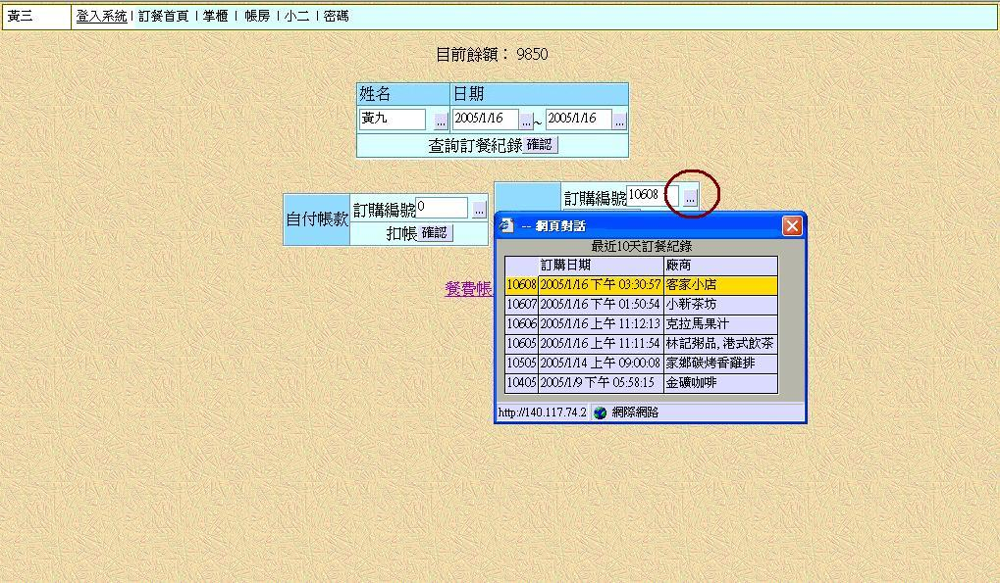 黃三 登入系統 | 訂餐首頁 | 掌櫃 | 帳房 | 小二 | 密碼
目前餘額： 9850
姓名 日期
黃九 ... 2005/1/16 ... ~ 2005/1/16 ...
查詢訂餐紀錄 確認
自付帳款 訂購編號 0 ...
扣帳 確認
訂購編號 10608 ...
餐費帳
-- 網頁對話
最近10天訂餐紀錄
訂購日期 廠商
10608 2005/1/16 下午 03:30:57 客家小店
10607 2005/1/16 下午 01:50:54 小新茶坊
10606 2005/1/16 上午 11:12:13 克拉馬果汁
10605 2005/1/16 上午 11:11:54 林記粥品, 港式飲茶
10505 2005/1/14 上午 09:00:08 家鄉碳烤香雞排
10405 2005/1/9 下午 05:58:15 金礦咖啡
http://140.117.74.2 網際網路